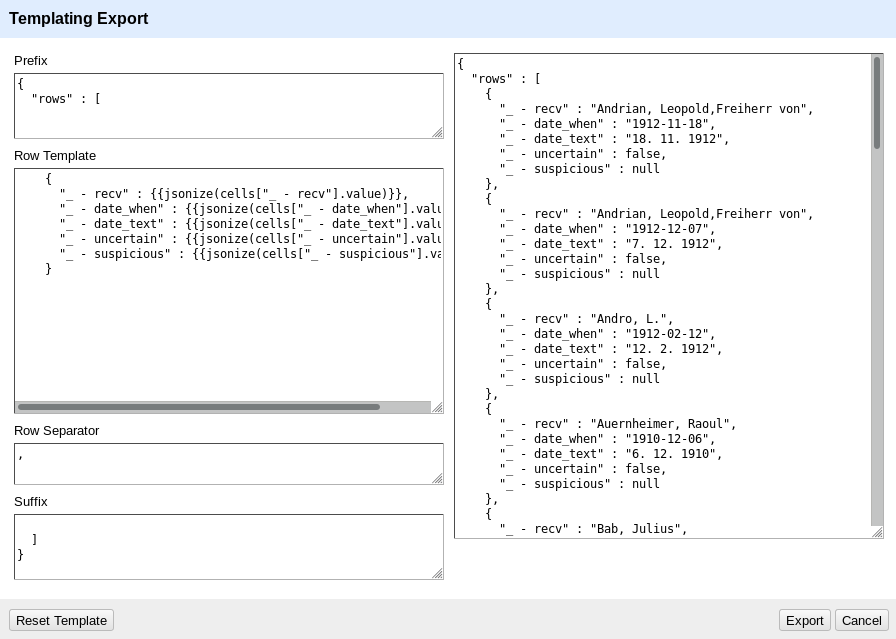 Templating Export
Prefix
{
  "rows" : [
Row Template
    {
      "_ - recv" : {{jsonize(cells["_ - recv"].value)}},
      "_ - date_when" : {{jsonize(cells["_ - date_when"].valu
      "_ - date_text" : {{jsonize(cells["_ - date_text"].valu
      "_ - uncertain" : {{jsonize(cells["_ - uncertain"].valu
      "_ - suspicious" : {{jsonize(cells["_ - suspicious"].va
    }
Row Separator
,
Suffix
  ]
}
{
  "rows" : [
    {
      "_ - recv" : "Andrian, Leopold,Freiherr von",
      "_ - date_when" : "1912-11-18",
      "_ - date_text" : "18. 11. 1912",
      "_ - uncertain" : false,
      "_ - suspicious" : null
    },
    {
      "_ - recv" : "Andrian, Leopold,Freiherr von",
      "_ - date_when" : "1912-12-07",
      "_ - date_text" : "7. 12. 1912",
      "_ - uncertain" : false,
      "_ - suspicious" : null
    },
    {
      "_ - recv" : "Andro, L.",
      "_ - date_when" : "1912-02-12",
      "_ - date_text" : "12. 2. 1912",
      "_ - uncertain" : false,
      "_ - suspicious" : null
    },
    {
      "_ - recv" : "Auernheimer, Raoul",
      "_ - date_when" : "1910-12-06",
      "_ - date_text" : "6. 12. 1910",
      "_ - uncertain" : false,
      "_ - suspicious" : null
    },
    {
      "_ - recv" : "Bab, Julius",
Reset Template
Export
Cancel